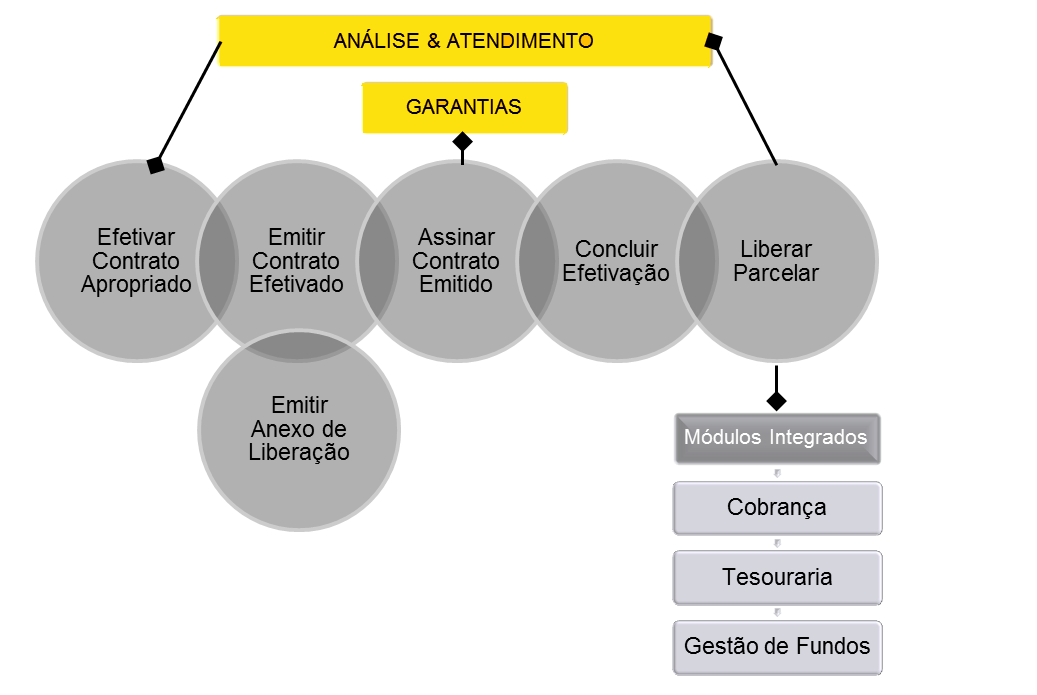 ANÁLISE & ATENDIMENTO
GARANTIAS
Efetivar
Contrato
Apropriado
Emitir
Contrato
Efetivado
Assinar
Contrato
Emitido
Concluir
Efetivação
Liberar
Parcelar
Emitir
Anexo de
Liberação
Módulos Integrados
Cobrança
Tesouraria
Gestão de Fundos